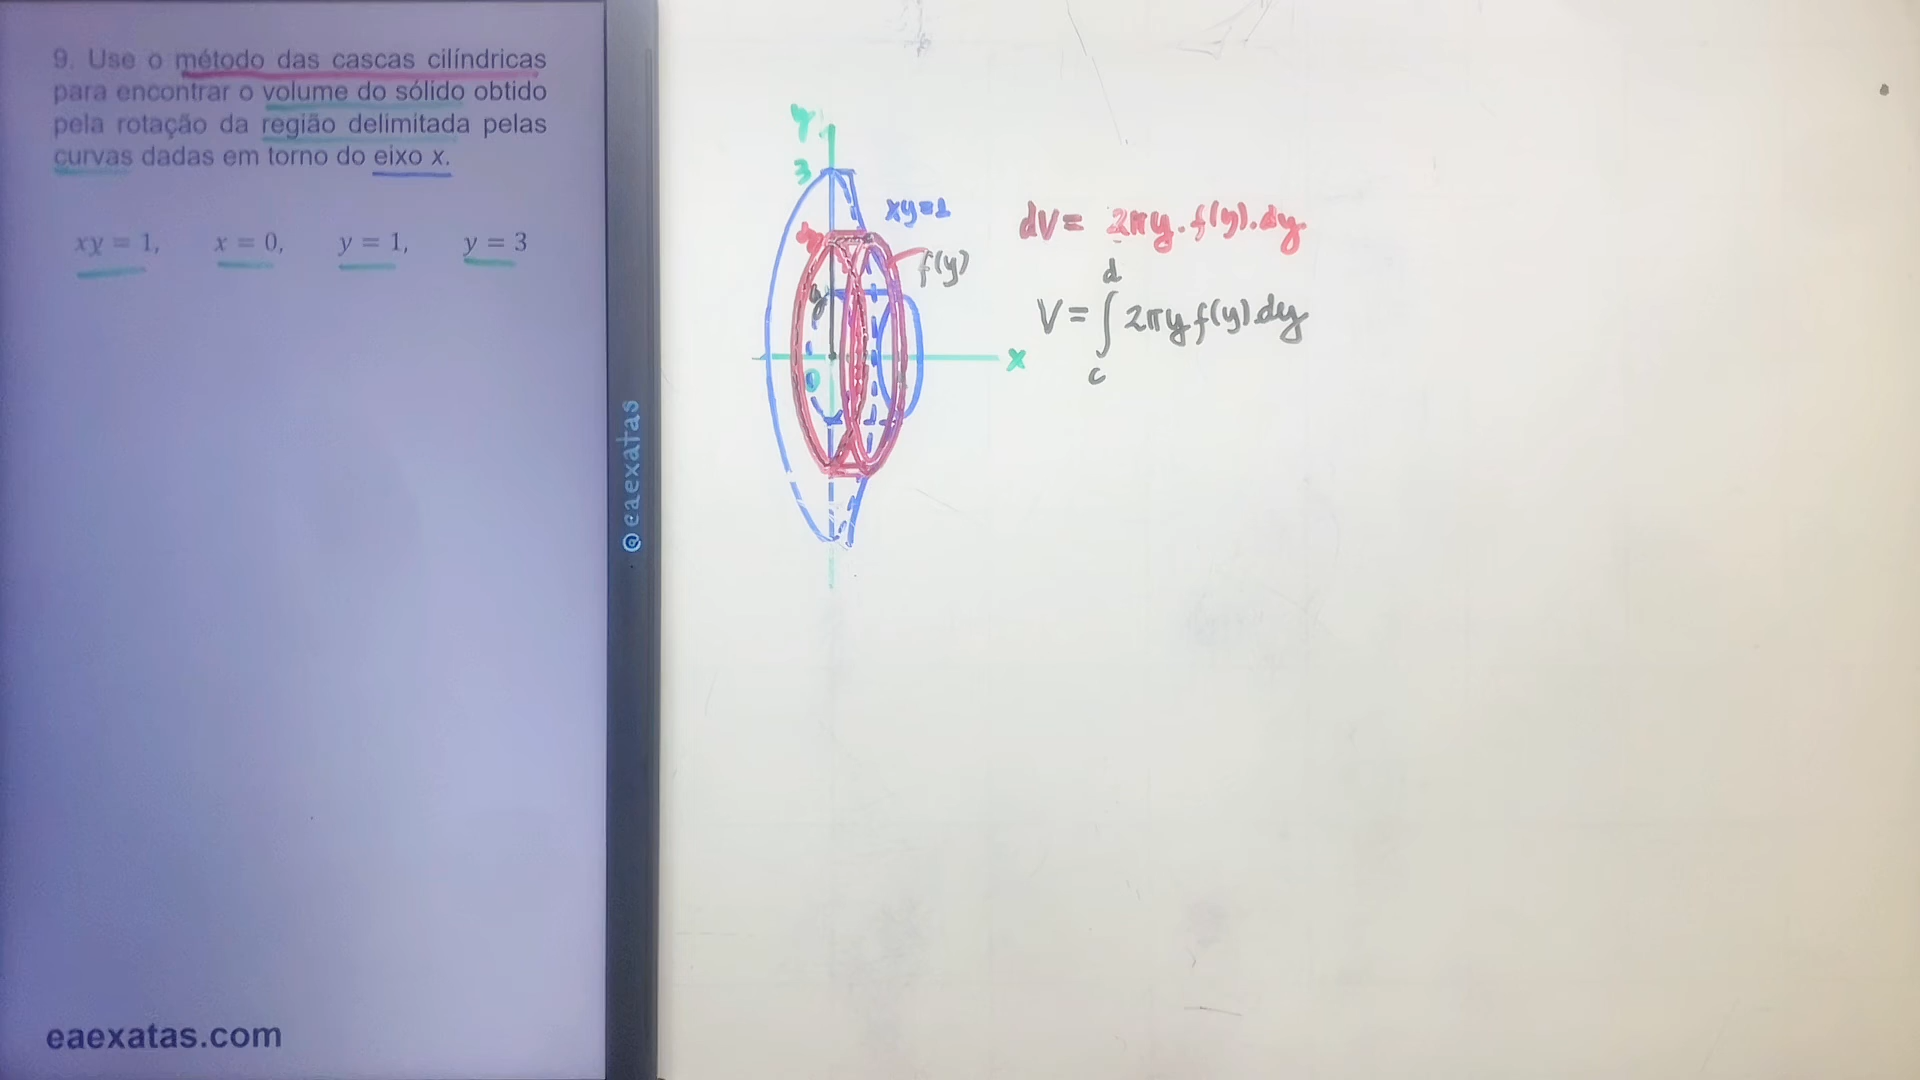 9. Use o método das cascas cilíndricas
para encontrar o volume do sólido obtido
pela rotação da região delimitada pelas
curvas dadas em torno do eixo x.
xy = 1, x = 0, y = 1, y = 3
eaexatas.com
@eaexatas
y
3
xy=1
dy
f(y)
y
0
x
dV = 2πy.f(y).dy
d
V = ∫ 2πy f(y) dy
c